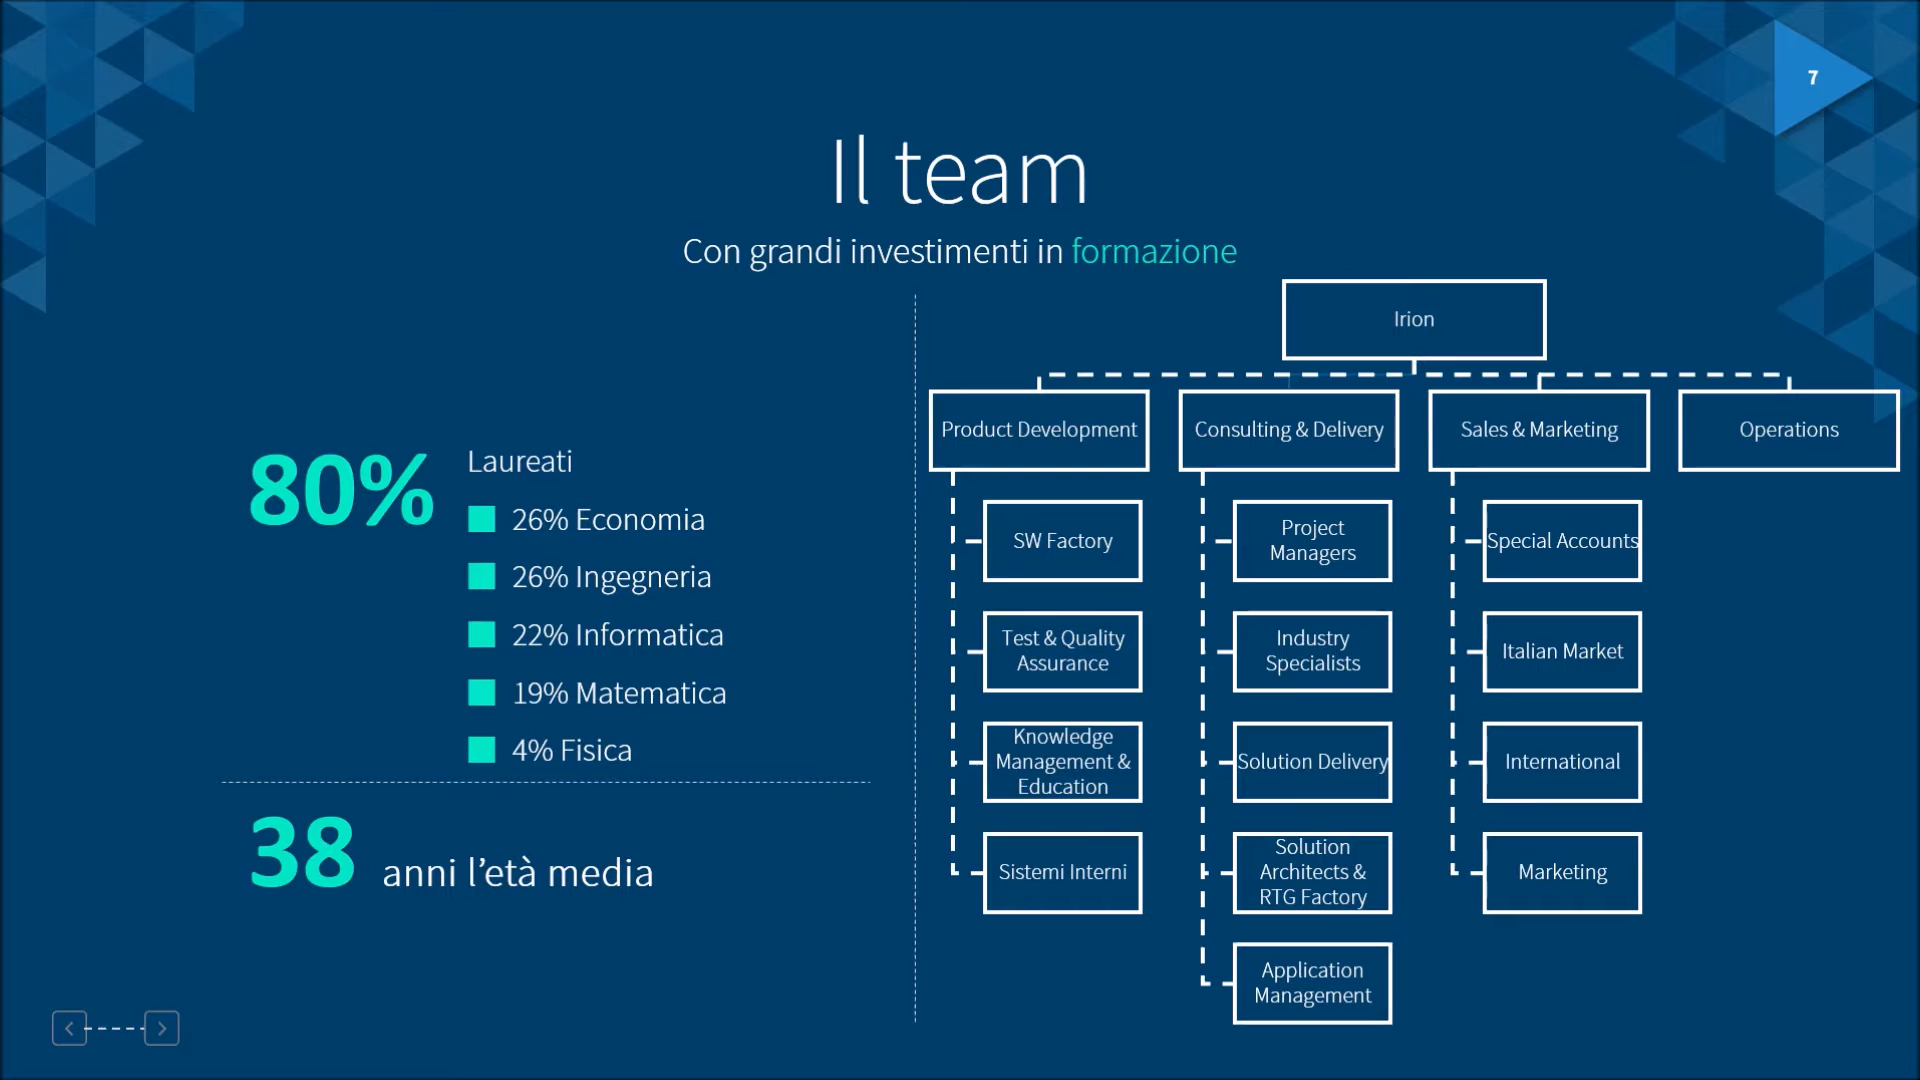 7
Il team
Con grandi investimenti in formazione
80%
Laureati
26% Economia
26% Ingegneria
22% Informatica
19% Matematica
4% Fisica
38 anni l’età media
Irion
Product Development
SW Factory
Test & Quality
Assurance
Knowledge
Management &
Education
Sistemi Interni
Consulting & Delivery
Project
Managers
Industry
Specialists
Solution Delivery
Solution
Architects &
RTG Factory
Application
Management
Sales & Marketing
Special Accounts
Italian Market
International
Marketing
Operations